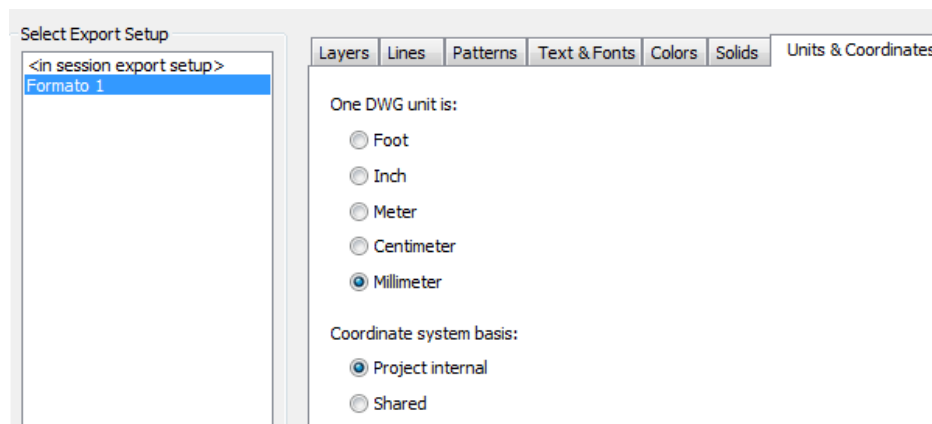 Select Export Setup
<in session export setup>
Formato 1
Layers Lines Patterns Text & Fonts Colors Solids Units & Coordinates
One DWG unit is:
Foot
Inch
Meter
Centimeter
Millimeter
Coordinate system basis:
Project internal
Shared